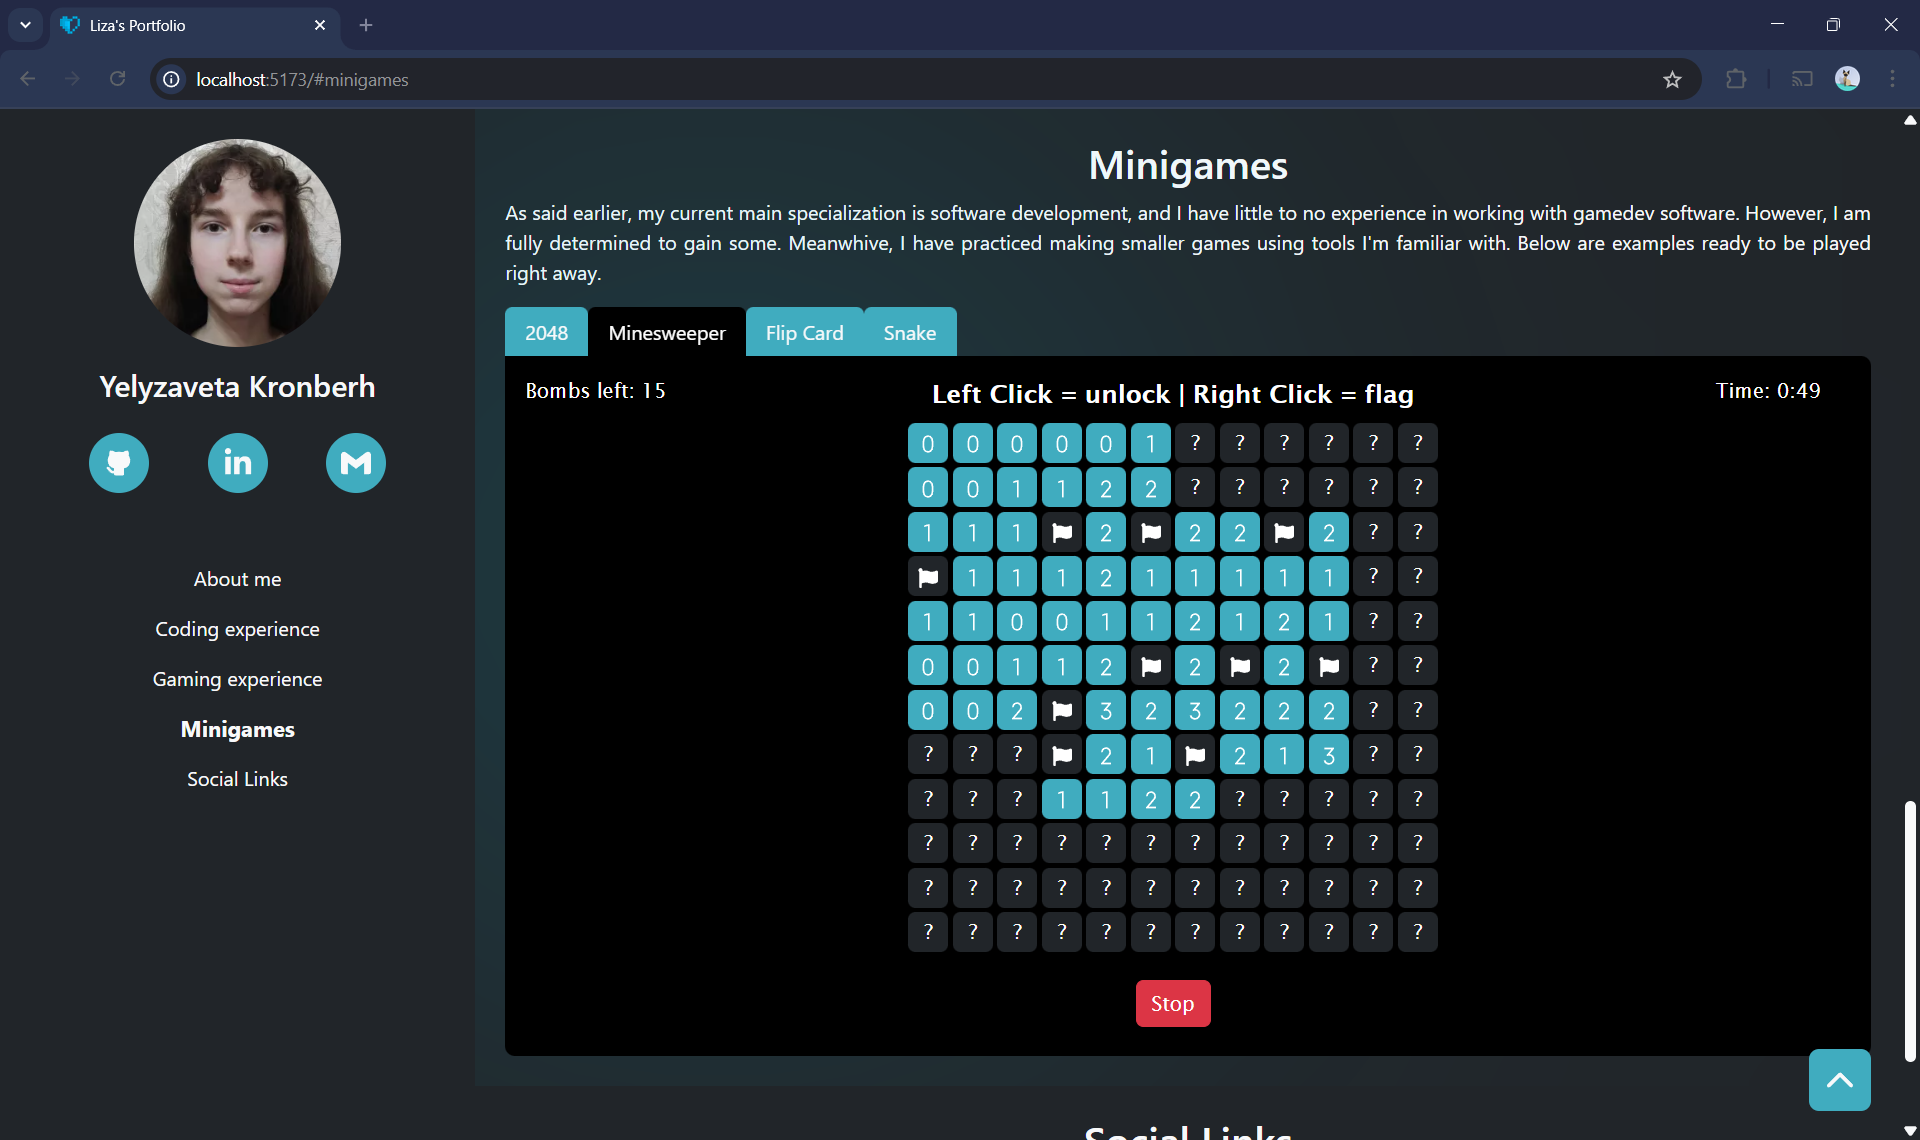 Liza's Portfolio
localhost:5173/#minigames
Yelyzaveta Kronberh
About me
Coding experience
Gaming experience
Minigames
Social Links
Minigames
As said earlier, my current main specialization is software development, and I have little to no experience in working with gamedev software. However, I am
fully determined to gain some. Meanwhive, I have practiced making smaller games using tools I'm familiar with. Below are examples ready to be played
right away.
2048 Minesweeper Flip Card Snake
Bombs left: 15
Left Click = unlock | Right Click = flag
Time: 0:49
0 0 0 0 0 1 ? ? ? ? ? ?
0 0 1 1 2 2 ? ? ? ? ? ?
1 1 1 2 2 2 2 ? ?
1 1 1 2 1 1 1 1 1 ? ?
1 1 0 0 1 1 2 1 2 1 ? ?
0 0 1 1 2 2 2 ? ?
0 0 2 3 2 3 2 2 2 ? ?
? ? ? 2 1 2 1 3 ? ?
? ? ? 1 1 2 2 ? ? ? ? ?
? ? ? ? ? ? ? ? ? ? ? ?
? ? ? ? ? ? ? ? ? ? ? ?
? ? ? ? ? ? ? ? ? ? ? ?
Stop
Social Links